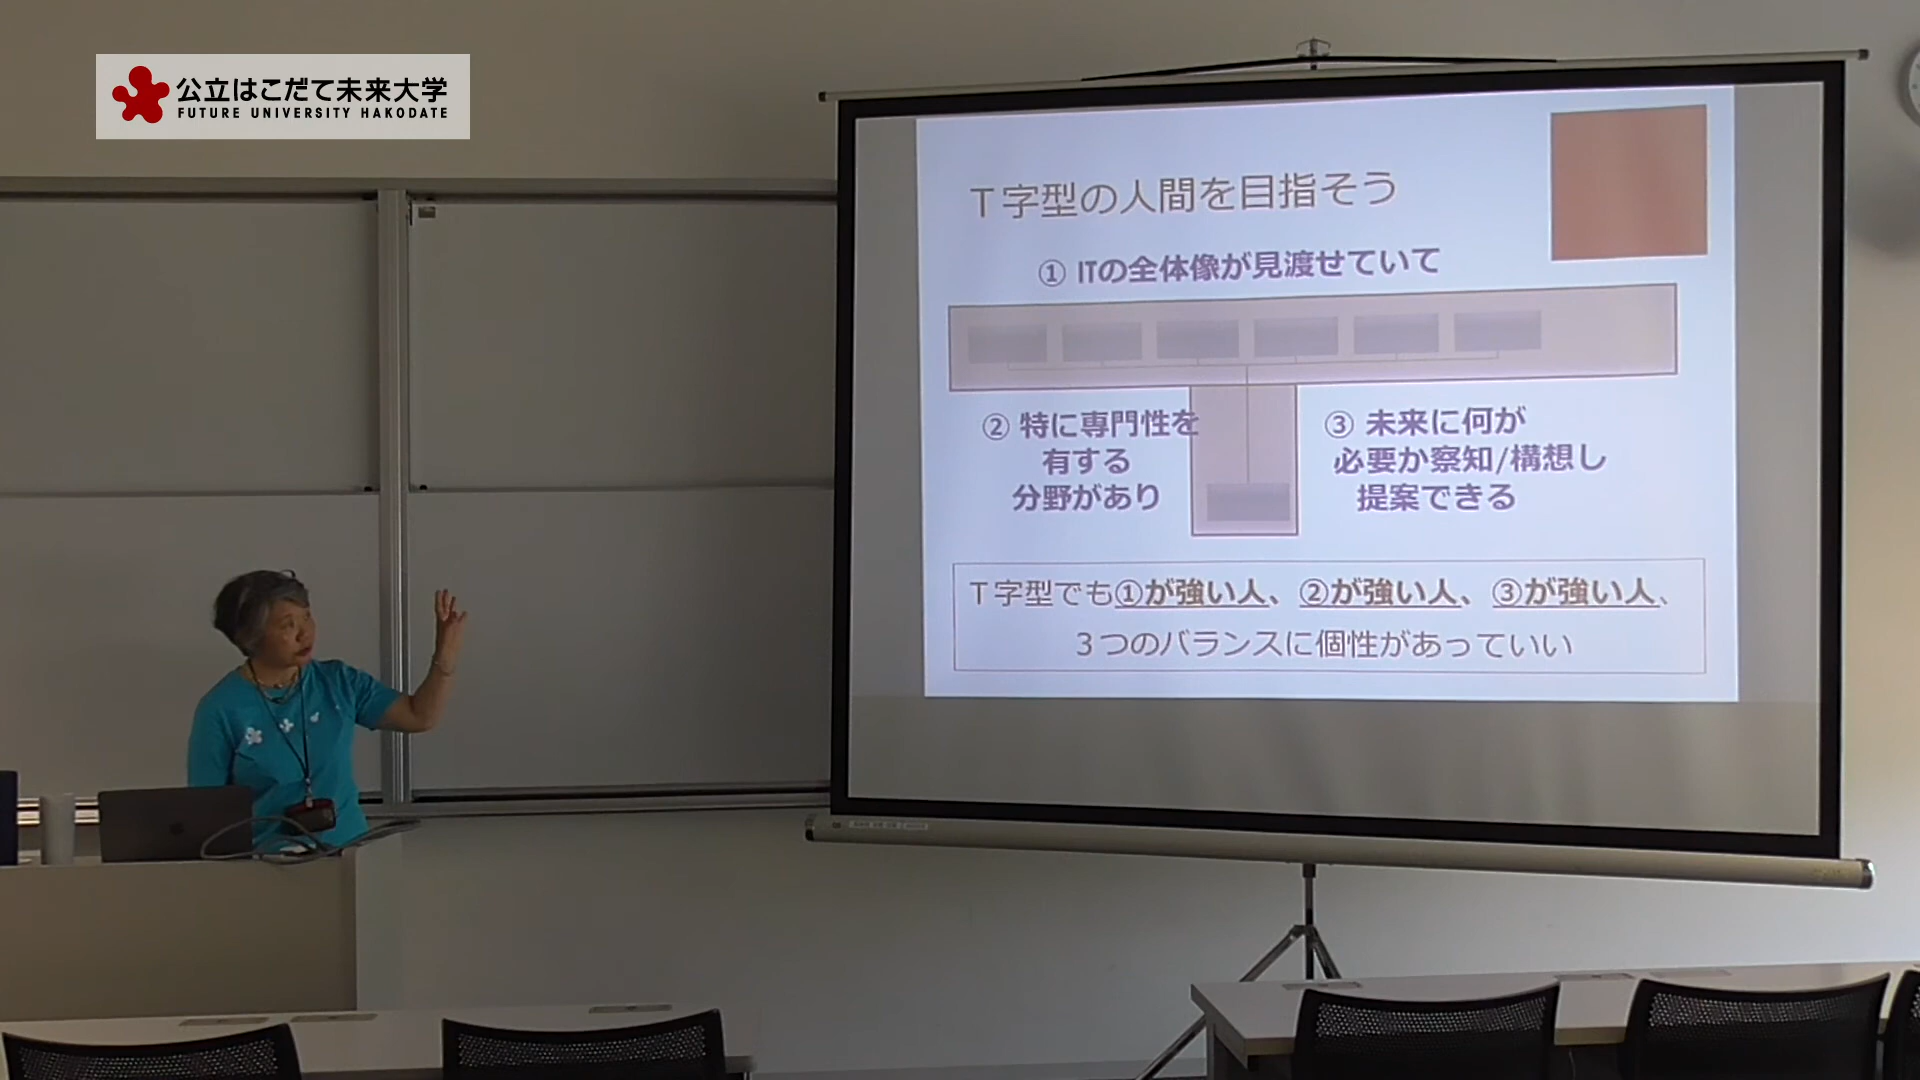 公立はこだて未来大学
FUTURE UNIVERSITY HAKODATE
T字型の人間を目指そう
① ITの全体像が見渡せていて
② 特に専門性を
有する
分野があり
③ 未来に何が
必要か察知/構想し
提案できる
T字型でも①が強い人、②が強い人、③が強い人、
3つのバランスに個性があっていい